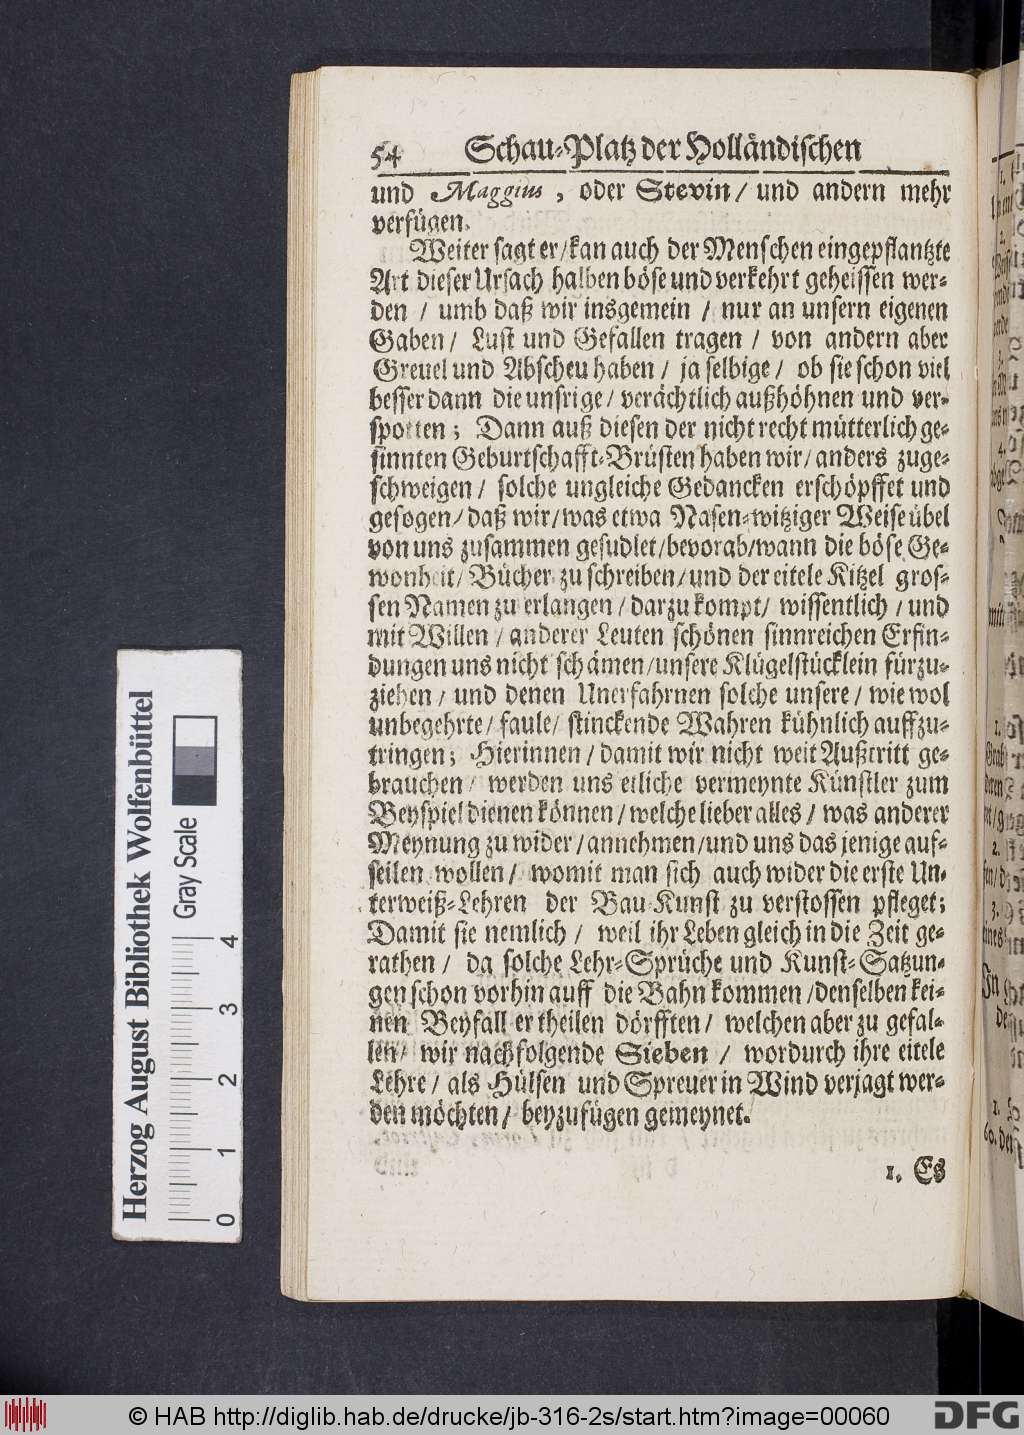 54 Schau-Platz der Holländischen
und Maggius, oder Stevin / und andern mehr
verfügen.
Weiter sagt er / kan auch der Menschen eingepflantzte
Art dieser Ursach halben böse und verkehrt geheissen wer-
den / umb daß wir insgemein / nur an unsern eigenen
Gaben / Lust und Gefallen tragen / von andern aber
Greuel und Abscheu haben / ja selbige / ob sie schon viel
besser dann die unsrige / verächtlich außhöhnen und ver-
spotten; Dann auß diesen der nicht recht mütterlich ge-
sinnten Geburtschafft-Brüsten haben wir / anders zuge-
schweigen / solche ungleiche Gedancken erschöpffet und
gesogen / daß wir / was etwa Nasen-witziger Weise übel
von uns zusammen gesudlet / bevorab / wann die böse Ge-
wonheit / Bücher zu schreiben / und der eitele Kitzel gros-
sen Namen zu erlangen / darzu kompt / wissentlich / und
mit Willen / anderer Leuten schönen sinnreichen Erfin-
dungen uns nicht schämen / unsere Klügelstücklein fürzu-
ziehen / und denen Unerfahrnen solche unsere / wie wol
unbegehrte / faule / stinckende Wahren kühnlich auffzu-
tringen; Hierinnen / damit wir nicht weit Außtritt ge-
brauchen / werden uns etliche vermeynte Künstler zum
Beyspiel dienen können / welche lieber alles / was anderer
Meynung zu wider / annehmen / und uns das jenige auf-
seilen wollen / womit man sich auch wider die erste Un-
terweiß-Lehren der Bau-Kunst zu verstossen pfleget;
Damit sie nemlich / weil ihr Leben gleich in die Zeit ge-
rathen / da solche Lehr-Sprüche und Kunst-Satzun-
gen schon vorhin auff die Bahn kommen / denselben kei-
nen Beyfall ertheilen dörfften / welchen aber zu gefal-
len / wir nachfolgende Sieben / wordurch ihre eitele
Lehre / als Hülsen und Spreuer in Wind verjagt wer-
den möchten / beyzufügen gemeynet.
1. Es
Herzog August Bibliothek Wolfenbüttel
Gray Scale
0 1 2 3 4
© HAB http://diglib.hab.de/drucke/jb-316-2s/start.htm?image=00060
DFG